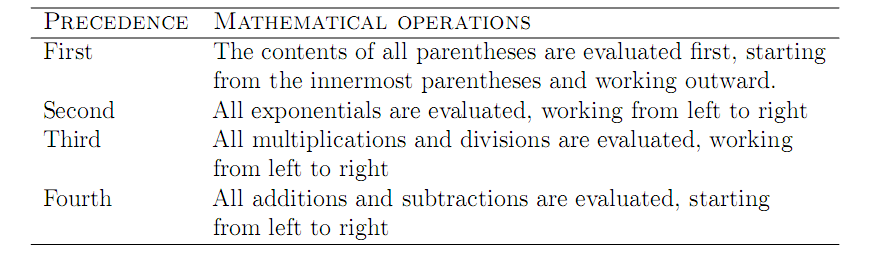 PRECEDENCE MATHEMATICAL OPERATIONS
First The contents of all parentheses are evaluated first, starting
from the innermost parentheses and working outward.
Second All exponentials are evaluated, working from left to right
Third All multiplications and divisions are evaluated, working
from left to right
Fourth All additions and subtractions are evaluated, starting
from left to right